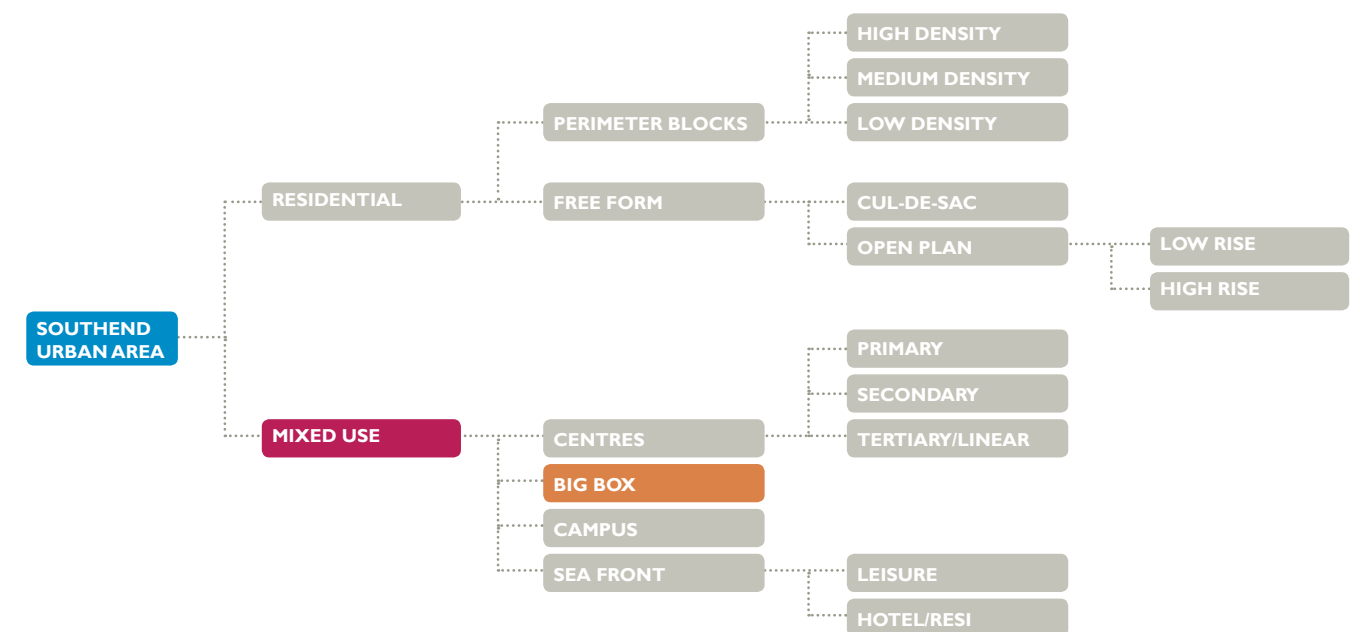 HIGH DENSITY
MEDIUM DENSITY
PERIMETER BLOCKS
LOW DENSITY
RESIDENTIAL
FREE FORM
CUL-DE-SAC
OPEN PLAN
LOW RISE
HIGH RISE
SOUTHEND
URBAN AREA
PRIMARY
SECONDARY
MIXED USE
CENTRES
TERTIARY/LINEAR
BIG BOX
CAMPUS
SEA FRONT
LEISURE
HOTEL/RESI